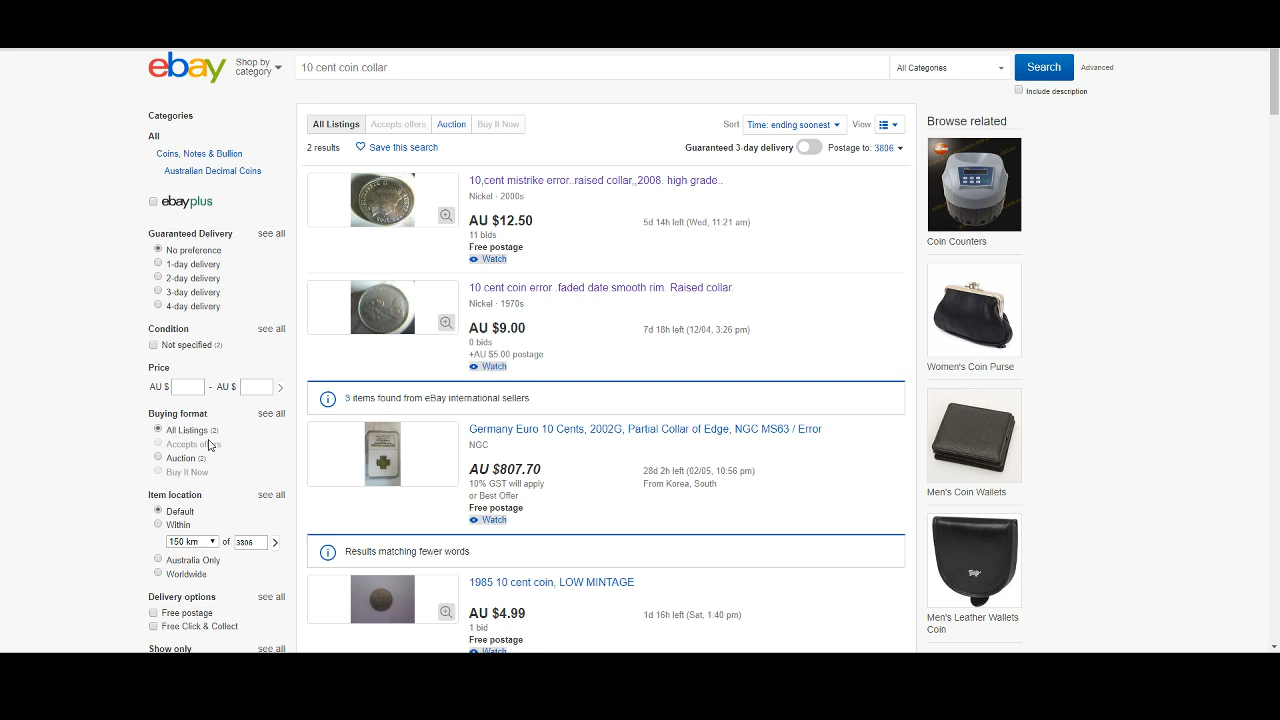 ebay
Shop by
category
10 cent coin collar
All Categories
Search
Advanced
Include description
Categories
All
Coins, Notes & Bullion
Australian Decimal Coins
ebayplus
Guaranteed Delivery see all
No preference
1-day delivery
2-day delivery
3-day delivery
4-day delivery
Condition see all
Not specified (2)
Price
AU $ - AU $
Buying format see all
All Listings (2)
Accepts
Auction (2)
Buy It Now
Item location see all
Default
Within
150 km of 3806
Australia Only
Worldwide
Delivery options see all
Free postage
Free Click & Collect
Show only see all
All Listings Accepts offers Auction Buy It Now
Sort Time: ending soonest View
2 results Save this search
Guaranteed 3-day delivery Postage to: 3806
10,cent mistrike error..raised collar,,2008. high grade..
Nickel · 2000s
AU $12.50 5d 14h left (Wed, 11:21 am)
11 bids
Free postage
Watch
10 cent coin error .faded date smooth rim. Raised collar.
Nickel · 1970s
AU $9.00 7d 18h left (12/04, 3:26 pm)
0 bids
+AU $5.00 postage
Watch
3 items found from eBay international sellers
Germany Euro 10 Cents, 2002G, Partial Collar of Edge, NGC MS63 / Error
NGC
AU $807.70 28d 2h left (02/05, 10:56 pm)
10% GST will apply From Korea, South
or Best Offer
Free postage
Watch
Results matching fewer words
1985 10 cent coin, LOW MINTAGE
AU $4.99 1d 16h left (Sat, 1:40 pm)
1 bid
Free postage
Watch
Browse related
Coin Counters
Women's Coin Purse
Men's Coin Wallets
Men's Leather Wallets
Coin